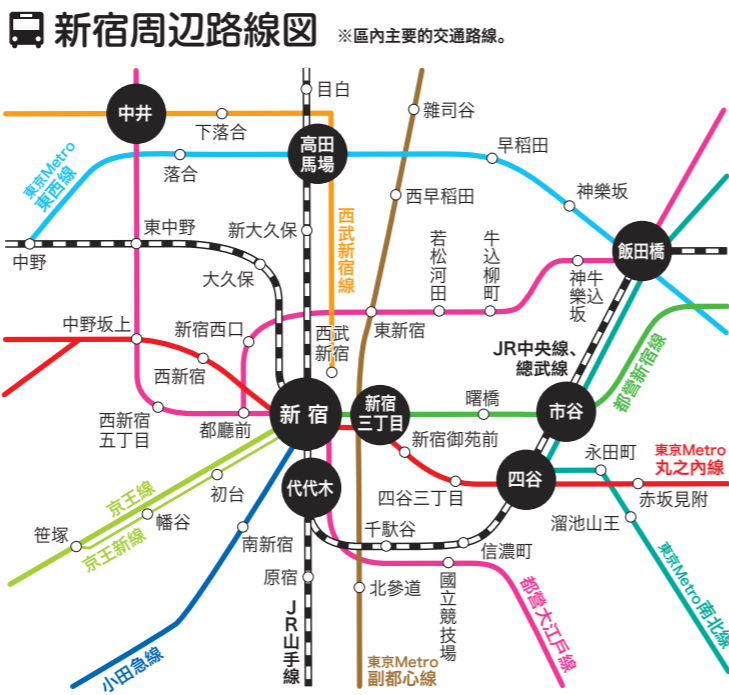 新宿周辺路線図
※區內主要的交通路線。
目白
中井
雜司谷
下落合
高田
馬場
早稻田
東京Metro
東西線
落合
西早稻田
神樂坂
西武新宿線
東中野
新大久保
若松河田
牛込柳町
飯田橋
中野
大久保
牛込
神樂坂
中野坂上
新宿西口
西武
新宿
東新宿
JR中央線、
總武線
都營新宿線
西新宿
新宿
新宿
三丁目
曙橋
市谷
西新宿
五丁目
都廳前
新宿御苑前
永田町
東京Metro
丸之內線
京王線
初台
代代木
四谷三丁目
四谷
赤坂見附
幡谷
溜池山王
笹塚
京王新線
南新宿
千馱谷
信濃町
東京Metro南北線
原宿
北參道
國立競技場
都營大江戶線
JR山手線
小田急線
東京Metro
副都心線